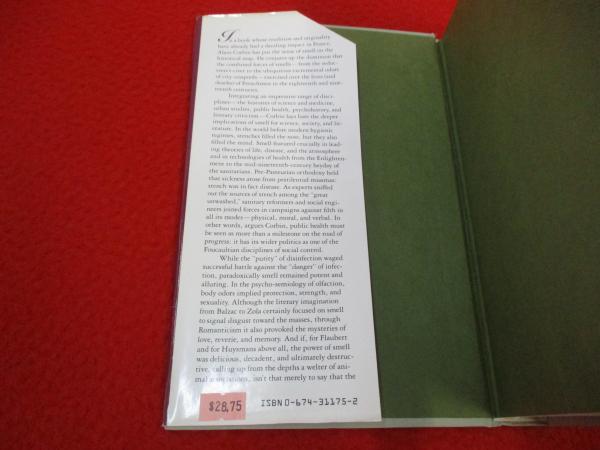 In a book whose erudition and originality
have already had a dazzling impact in France,
Alain Corbin has put the sense of smell on the
historical map. He conjures up the dominion that
the combined forces of smells—from the seduc-
tress's civet to the ubiquitous excremental odors
of city cesspools—exercised over the lives (and
deaths) of Frenchmen in the eighteenth and nine-
teenth centuries.
Integrating an impressive range of disci-
plines—the histories of science and medicine,
urban studies, public health, psychohistory, and
literary criticism—Corbin lays bare the deeper
implications of smell for science, society, and lit-
erature. In the world before modern hygienic
regimes, stenches filled the nose, but they also
filled the mind. Smell featured crucially in lead-
ing theories of life, disease, and the atmosphere
and in technologies of health from the Enlighten-
ment to the mid-nineteenth-century heyday of
the sanitarians. Pre-Pasteurian orthodoxy held
that sickness arose from pestilential miasmas:
stench was in fact disease. As experts sniffed
out the sources of stench among the "great
unwashed," sanitary reformers and social engi-
neers joined forces in campaigns against filth in
all its modes—physical, moral, and verbal. In
other words, argues Corbin, public health must
be seen as more than a milestone on the road of
progress: it has its wider politics as one of the
Foucaultian disciplines of social control.
While the "purity" of disinfection waged
successful battle against the "danger" of infec-
tion, paradoxically smell remained potent and
alluring. In the psycho-semiology of olfaction,
body odors implied protection, strength, and
sexuality. Although the literary imagination
from Balzac to Zola certainly focused on smell
to signal disgust toward the masses, through
Romanticism it also provoked the mysteries of
love, reverie, and memory. And if, for Flaubert
and for Huysmans above all, the power of smell
was delicious, decadent, and ultimately destruc-
tive, calling up from the depths a welter of ani-
mal associations, isn't that merely to say that the
$28.75
ISBN 0-674-31175-2